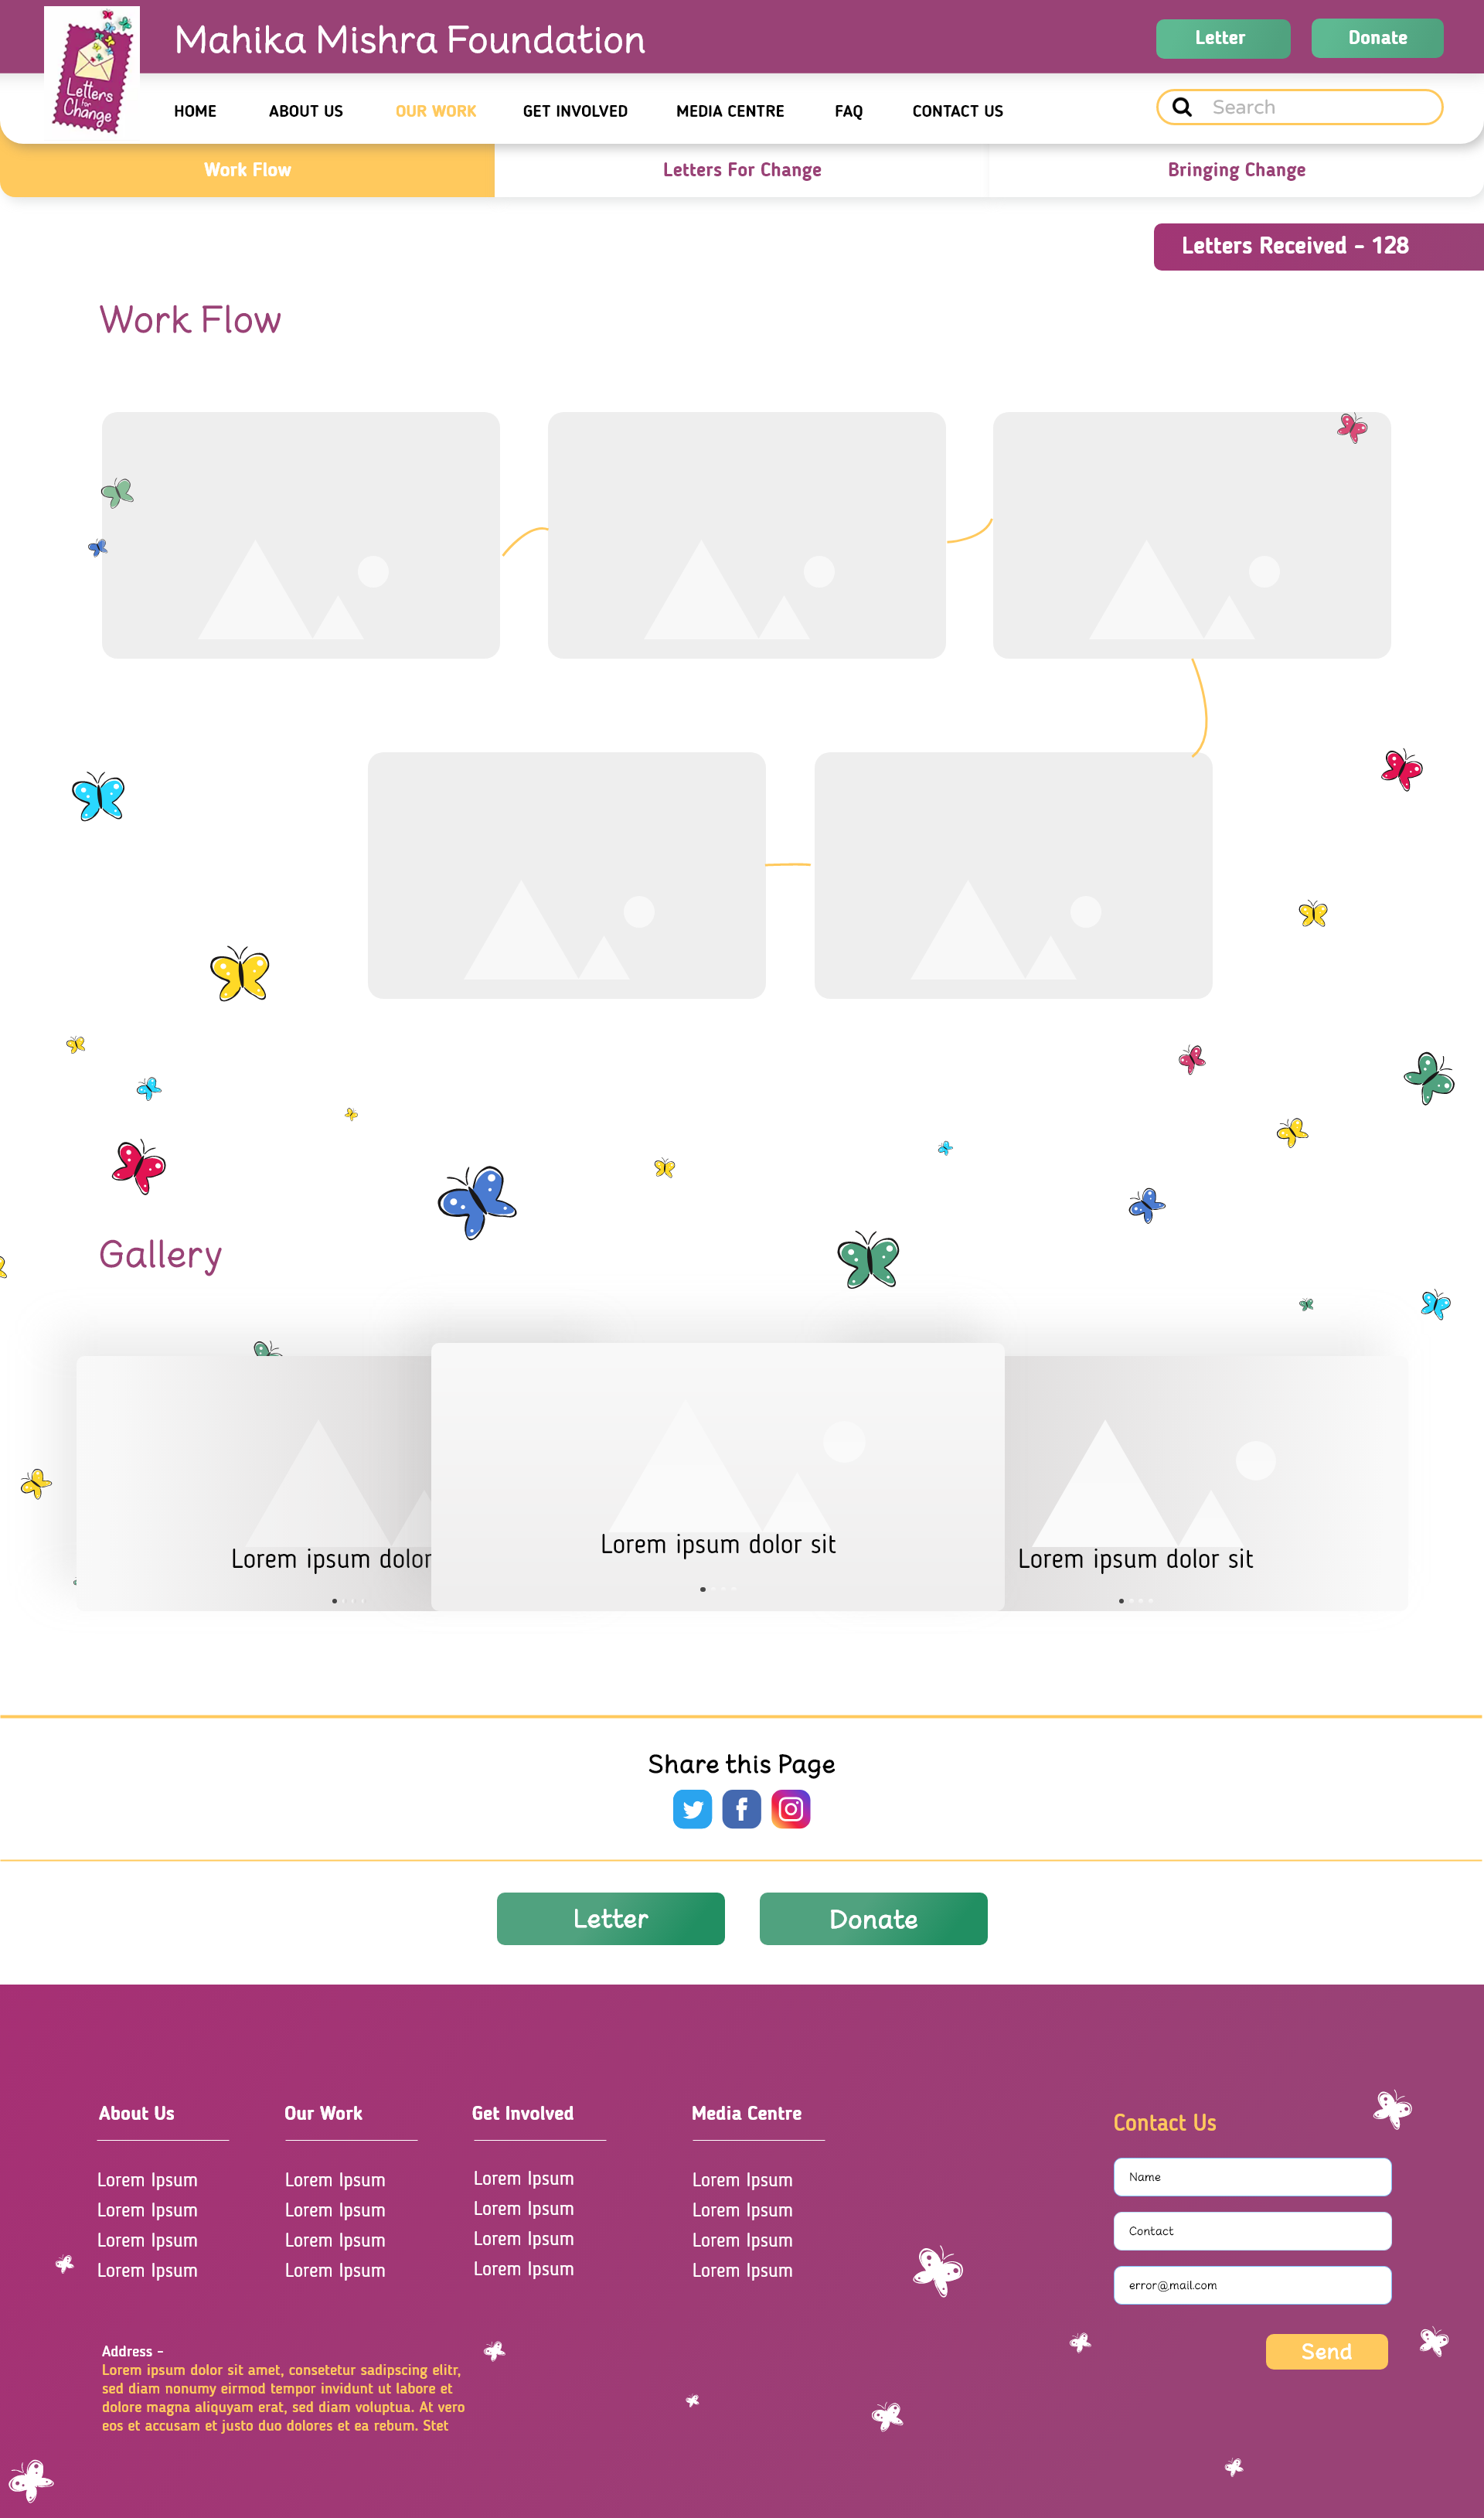 Mahika Mishra Foundation
Letter
Donate
Letters
for
Change
HOME
ABOUT US
OUR WORK
GET INVOLVED
MEDIA CENTRE
FAQ
CONTACT US
Search
Work Flow
Letters For Change
Bringing Change
Letters Received - 128
Work Flow
Gallery
Lorem ipsum dolor
Lorem ipsum dolor sit
Lorem ipsum dolor sit
Share this Page
Letter
Donate
About Us
Lorem Ipsum
Lorem Ipsum
Lorem Ipsum
Lorem Ipsum
Our Work
Lorem Ipsum
Lorem Ipsum
Lorem Ipsum
Lorem Ipsum
Get Involved
Lorem Ipsum
Lorem Ipsum
Lorem Ipsum
Lorem Ipsum
Media Centre
Lorem Ipsum
Lorem Ipsum
Lorem Ipsum
Lorem Ipsum
Contact Us
Name
Contact
error@mail.com
Send
Address -
Lorem ipsum dolor sit amet, consetetur sadipscing elitr,
sed diam nonumy eirmod tempor invidunt ut labore et
dolore magna aliquyam erat, sed diam voluptua. At vero
eos et accusam et justo duo dolores et ea rebum. Stet